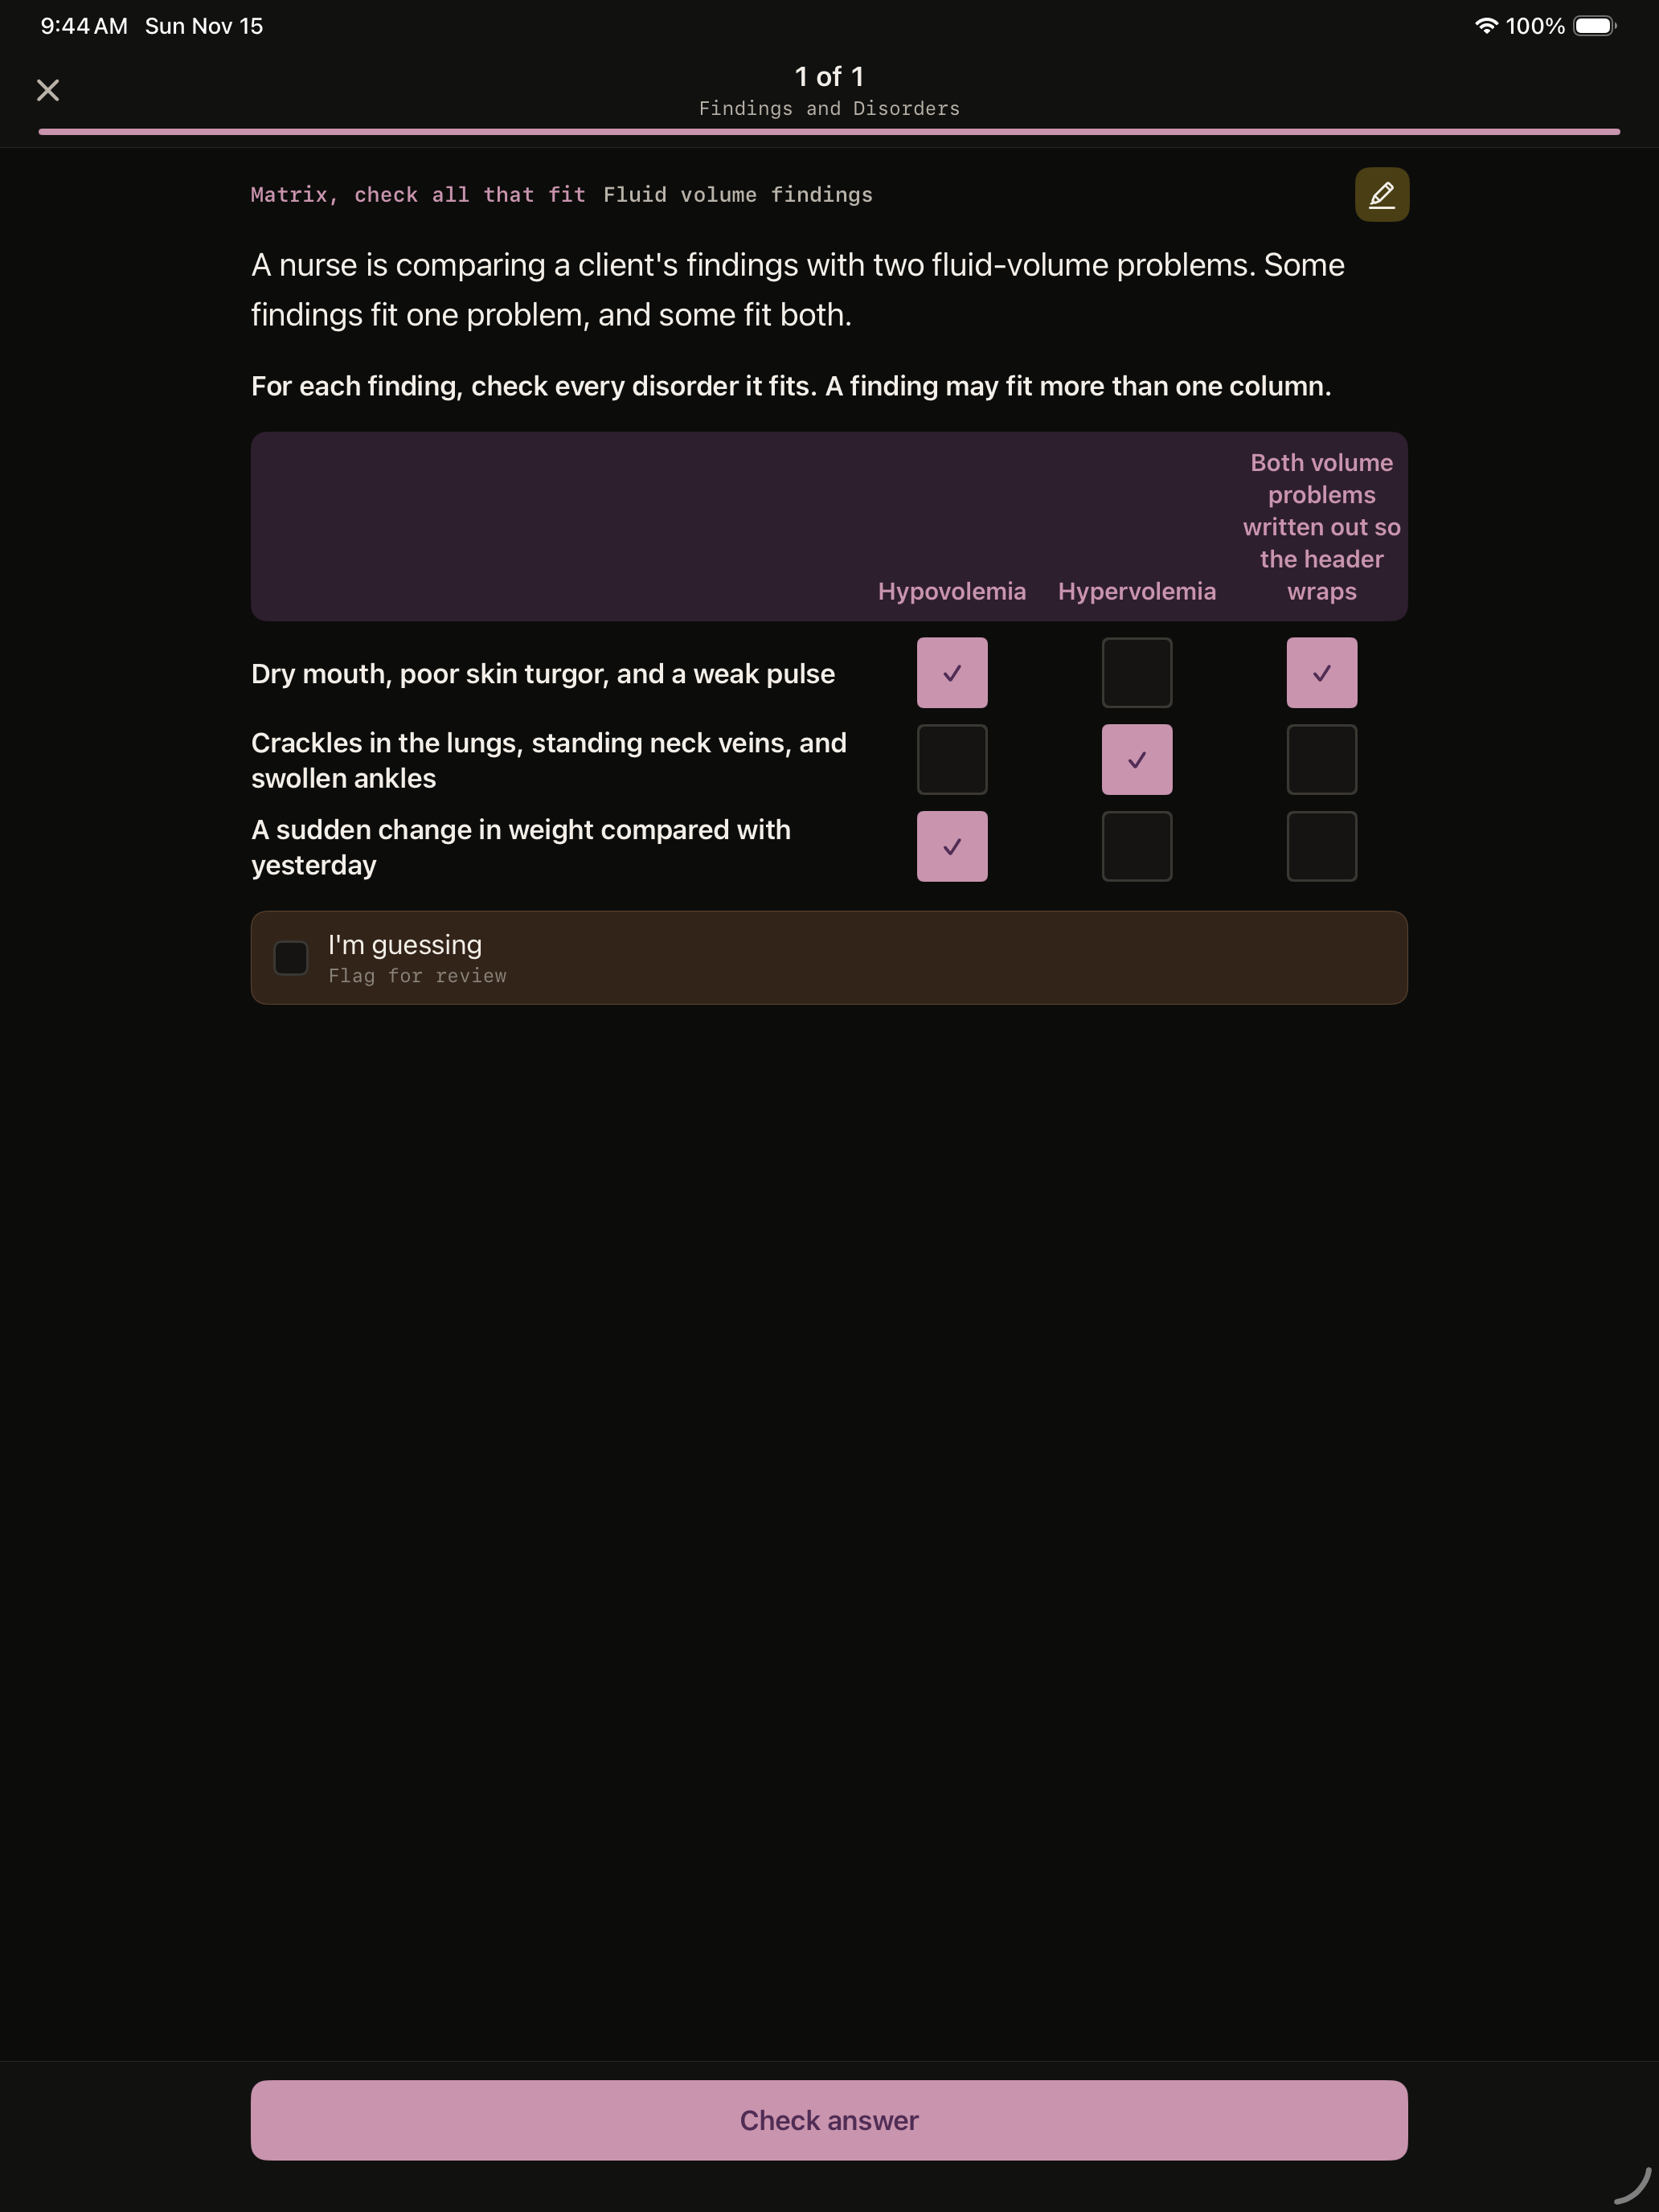 9:44 AM Sun Nov 15
100%
1 of 1
Findings and Disorders
Matrix, check all that fit Fluid volume findings
A nurse is comparing a client's findings with two fluid-volume problems. Some
findings fit one problem, and some fit both.
For each finding, check every disorder it fits. A finding may fit more than one column.
Hypovolemia
Hypervolemia
Both volume
problems
written out so
the header
wraps
Dry mouth, poor skin turgor, and a weak pulse
Crackles in the lungs, standing neck veins, and
swollen ankles
A sudden change in weight compared with
yesterday
I'm guessing
Flag for review
Check answer